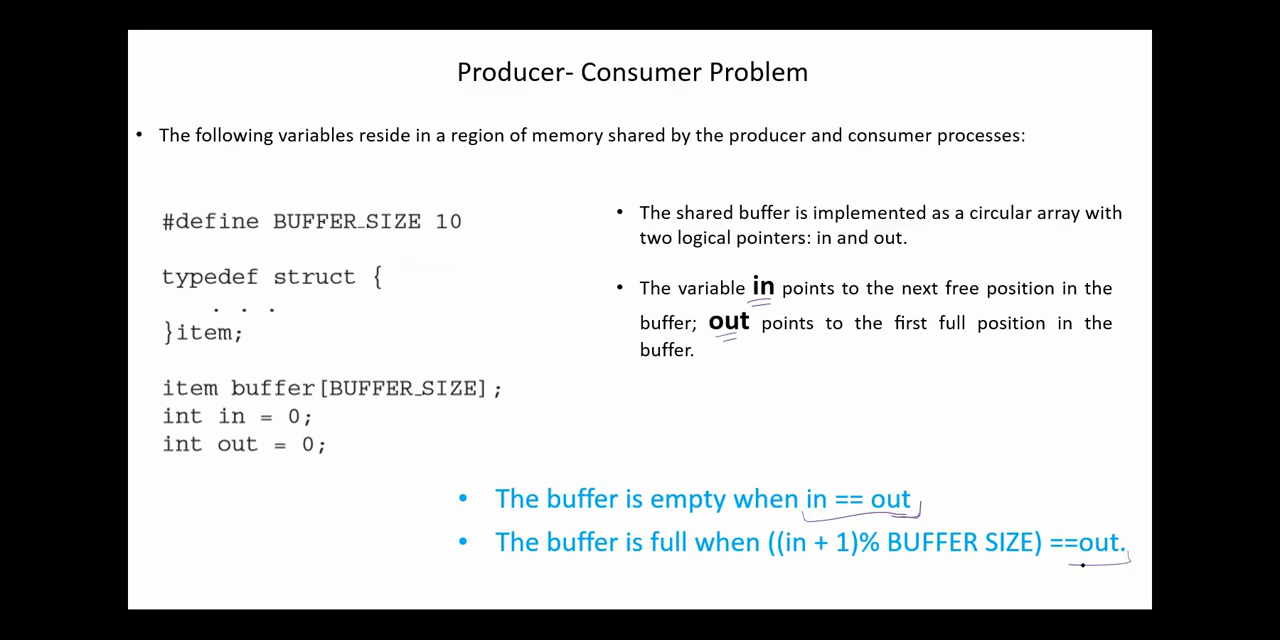 Producer- Consumer Problem
• The following variables reside in a region of memory shared by the producer and consumer processes:
#define BUFFER_SIZE 10
typedef struct {
. . .
}item;
item buffer[BUFFER_SIZE];
int in = 0;
int out = 0;
• The shared buffer is implemented as a circular array with
two logical pointers: in and out.
• The variable in points to the next free position in the
buffer; out points to the first full position in the
buffer.
• The buffer is empty when in == out
• The buffer is full when ((in + 1)% BUFFER SIZE) ==out.